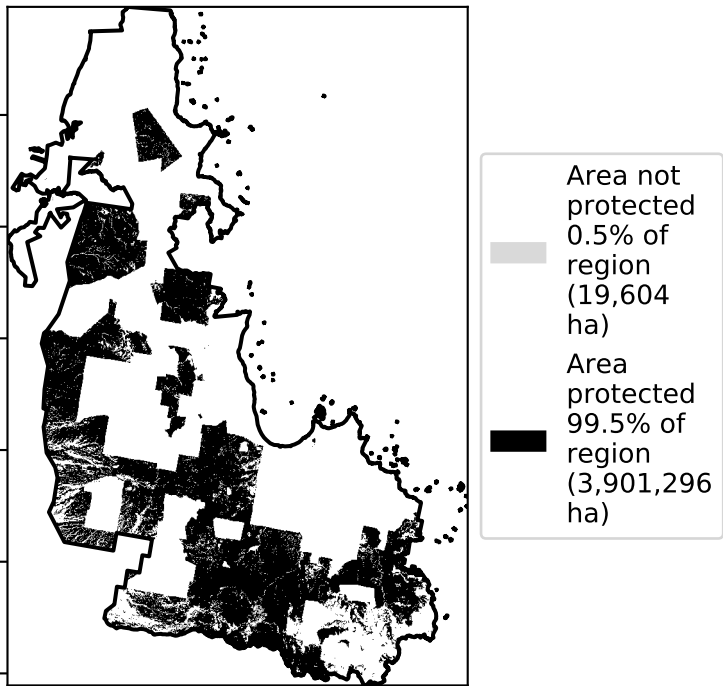 Area not
protected
0.5% of
region
(19,604
ha)
Area
protected
99.5% of
region
(3,901,296
ha)